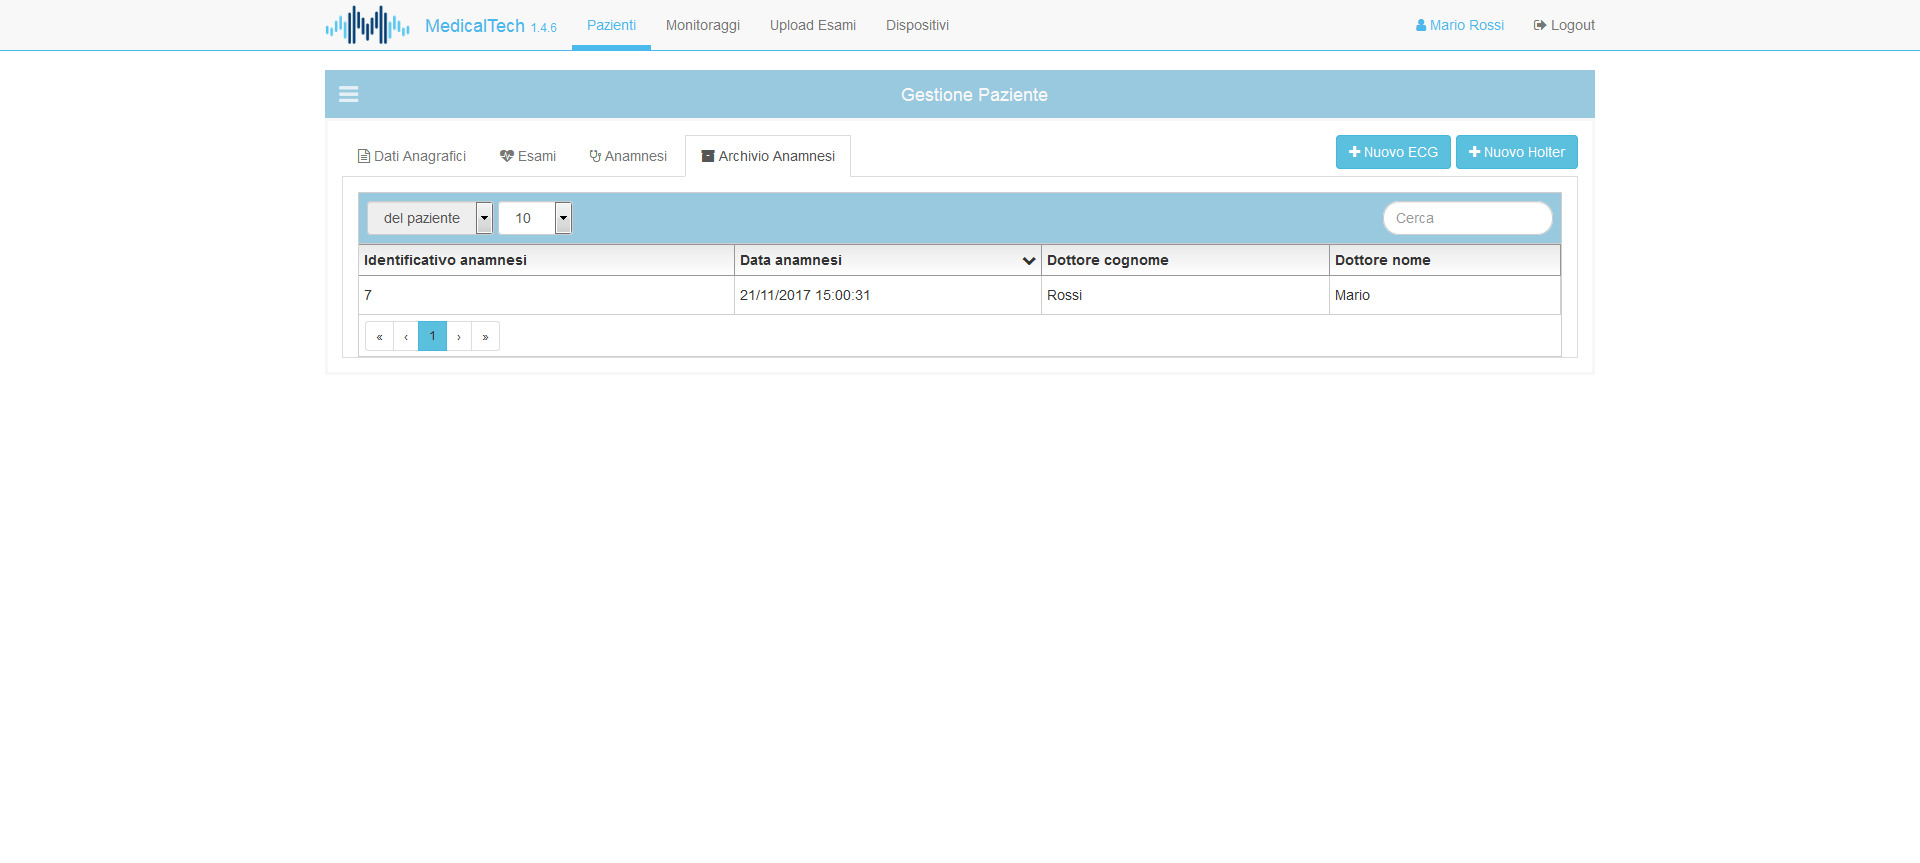 MedicalTech 1.4.6 Pazienti Monitoraggi Upload Esami Dispositivi Mario Rossi Logout
Gestione Paziente
Dati Anagrafici Esami Anamnesi Archivio Anamnesi Nuovo ECG Nuovo Holter
del paziente 10 Cerca
Identificativo anamnesi Data anamnesi Dottore cognome Dottore nome
7 21/11/2017 15:00:31 Rossi Mario
« ‹ 1 › »